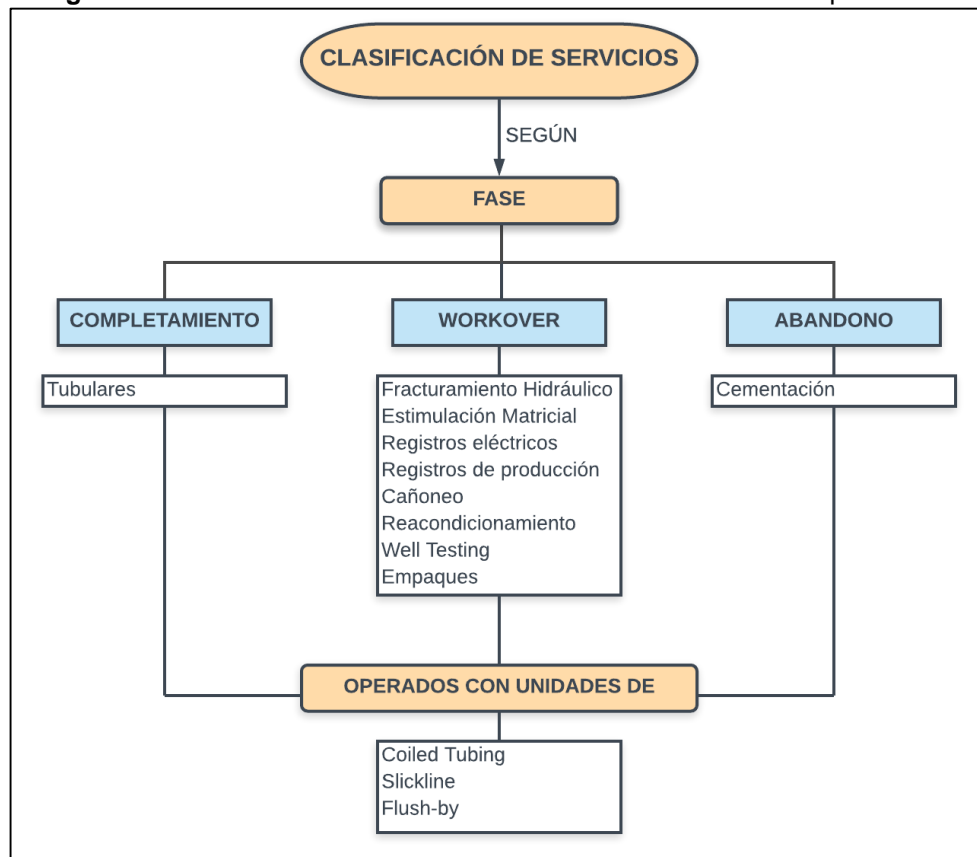 CLASIFICACIÓN DE SERVICIOS
SEGÚN
FASE
COMPLETAMIENTO
WORKOVER
ABANDONO
Tubulares
Fracturamiento Hidráulico
Estimulación Matricial
Registros eléctricos
Registros de producción
Cañoneo
Reacondicionamiento
Well Testing
Empaques
Cementación
OPERADOS CON UNIDADES DE
Coiled Tubing
Slickline
Flush-by